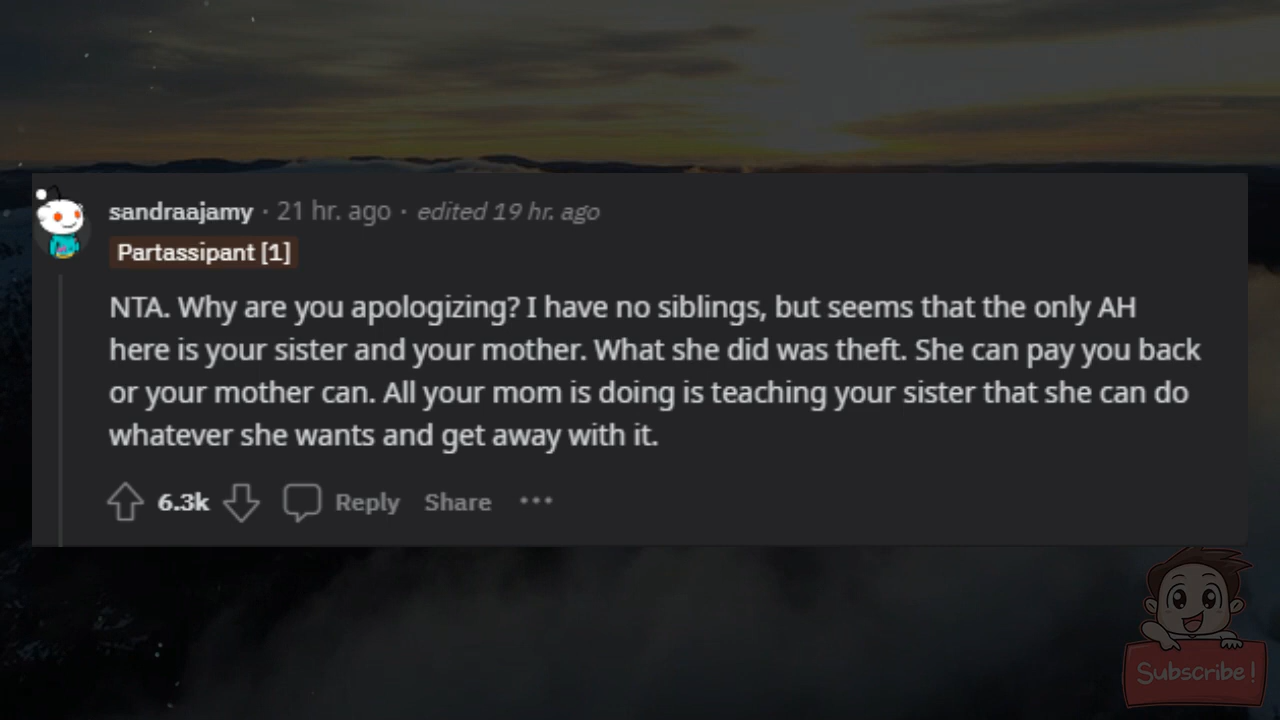 sandraajamy · 21 hr. ago · edited 19 hr. ago
Partassipant [1]
NTA. Why are you apologizing? I have no siblings, but seems that the only AH
here is your sister and your mother. What she did was theft. She can pay you back
or your mother can. All your mom is doing is teaching your sister that she can do
whatever she wants and get away with it.
6.3k Reply Share ···
Subscribe!